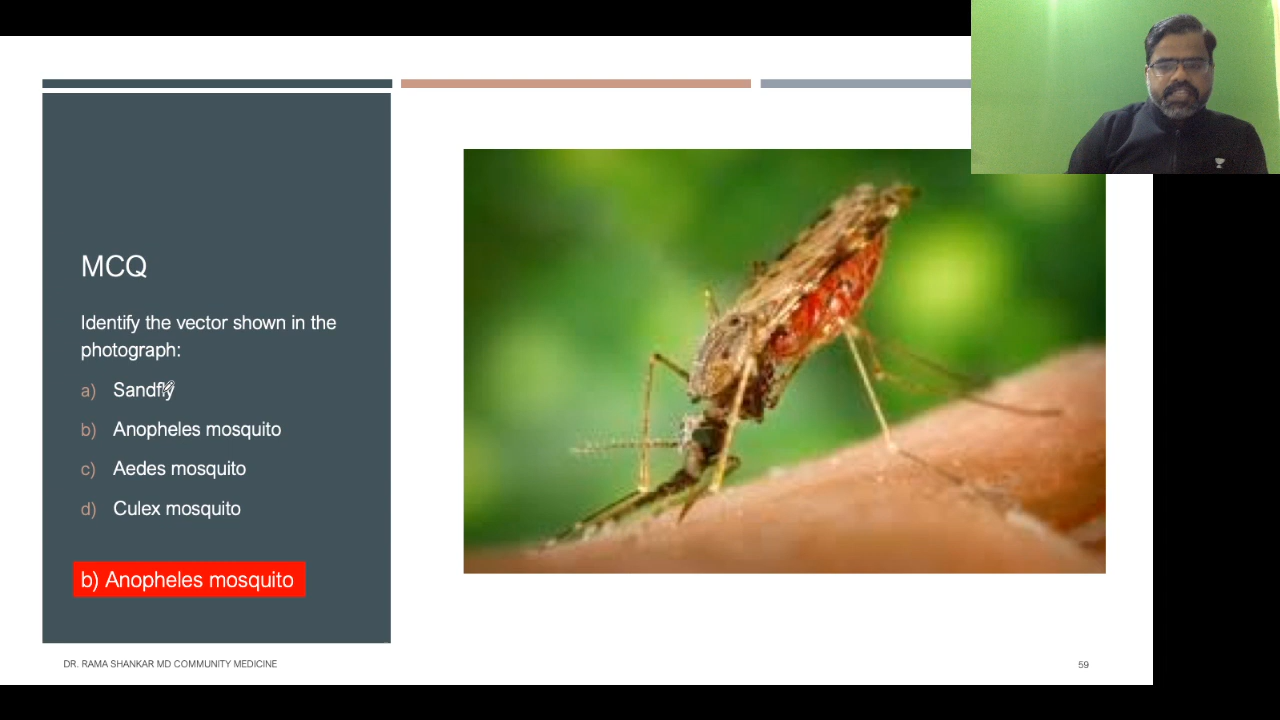 MCQ
Identify the vector shown in the
photograph:
a) Sandfly
b) Anopheles mosquito
c) Aedes mosquito
d) Culex mosquito
b) Anopheles mosquito
DR. RAMA SHANKAR MD COMMUNITY MEDICINE
59